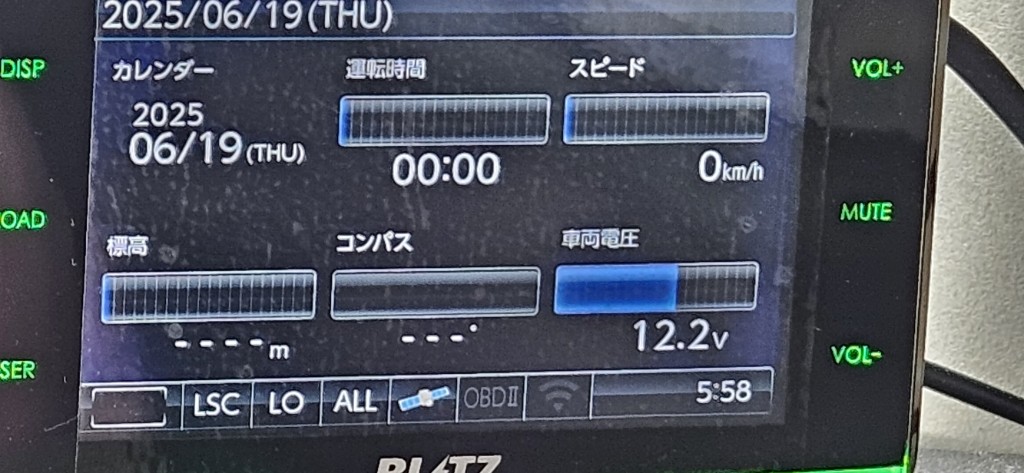 2025/06/19(THU)
DISP
カレンダー
運転時間
スピード
VOL+
2025
06/19(THU)
00:00
0km/h
OAD
MUTE
標高
コンパス
車両電圧
----m
---°
12.2v
SER
VOL-
LSC
LO
ALL
OBDⅡ
5:58
BLITZ